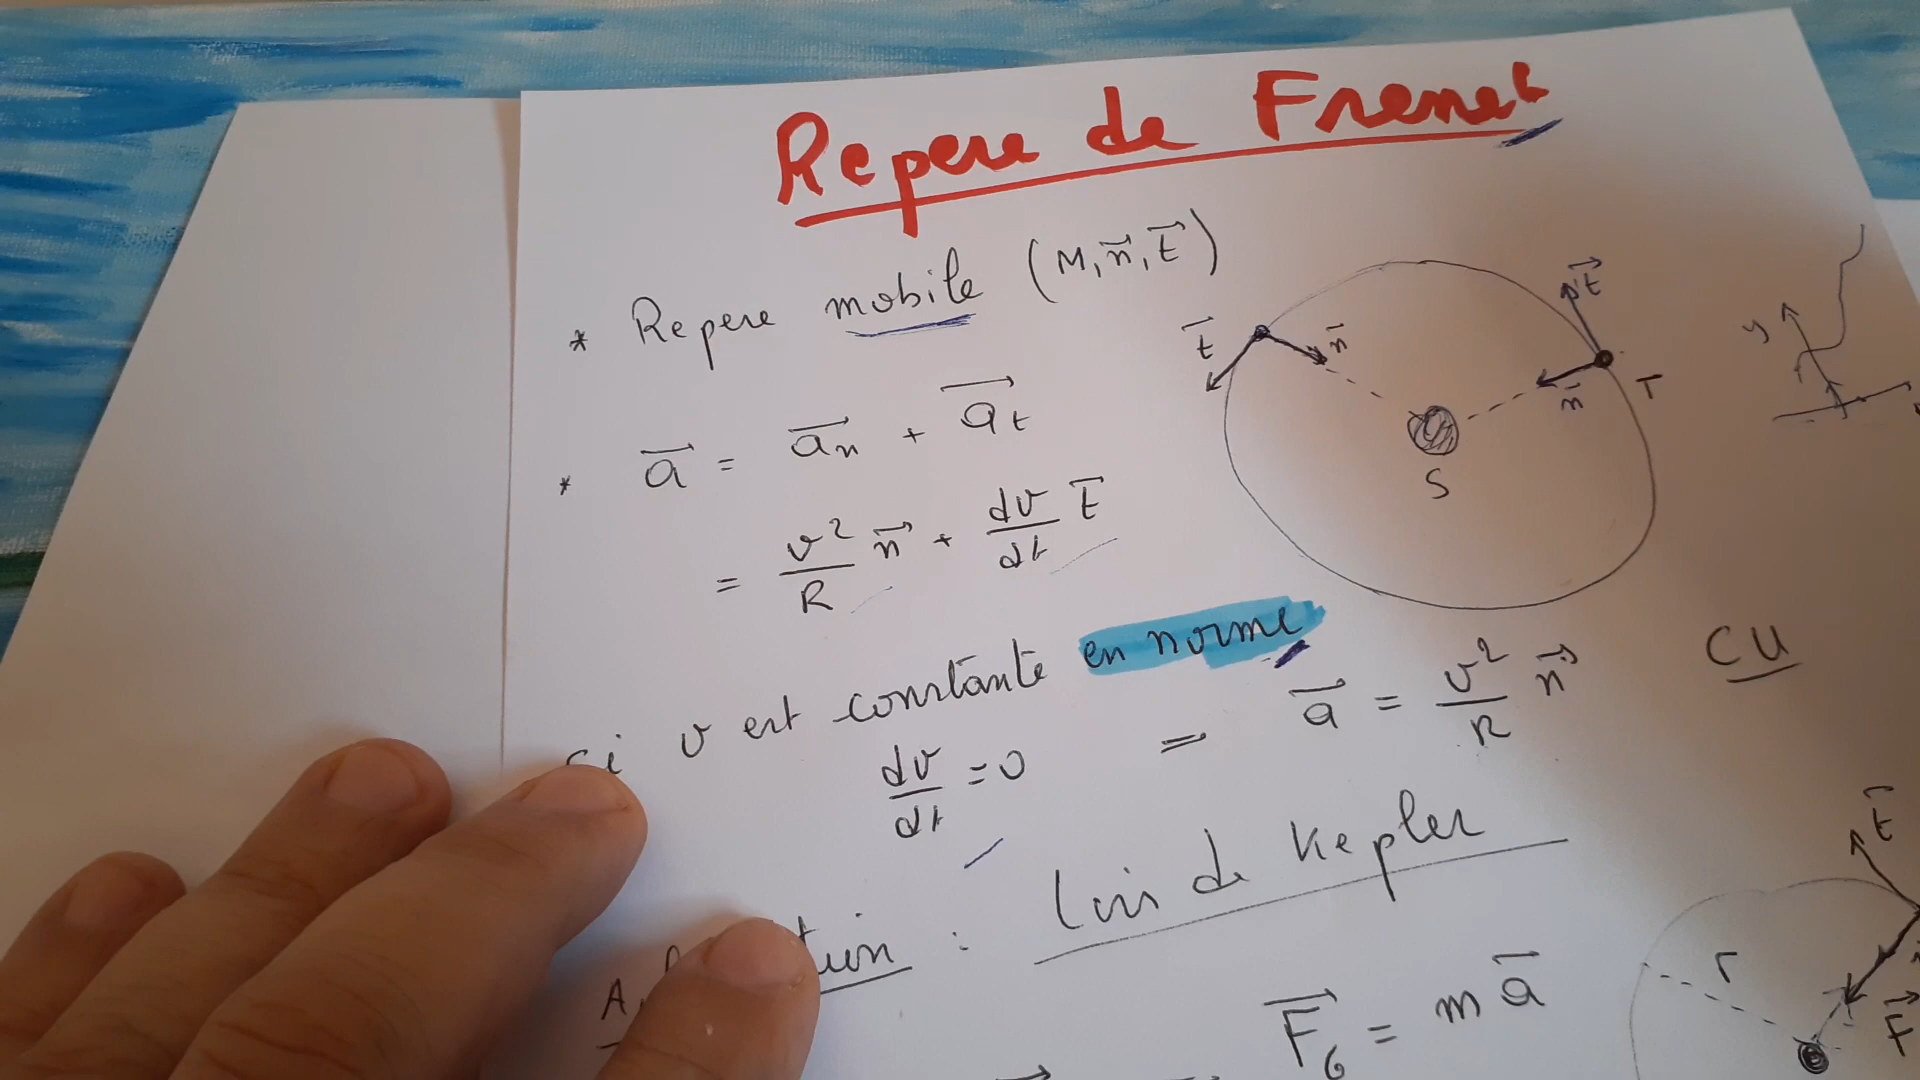 Repere de Frenet
* Repere mobile (M, n⃗, t⃗)
t⃗ n⃗ t⃗ n⃗ T
S
y
* a⃗ = a⃗n + a⃗t
= v²/R n⃗ + dv/dt t⃗
si v est constante en norme
dv/dt = 0 = a⃗ = v²/R n⃗
CU
: Lois de Kepler
F⃗G = m a⃗
t⃗
r
F⃗